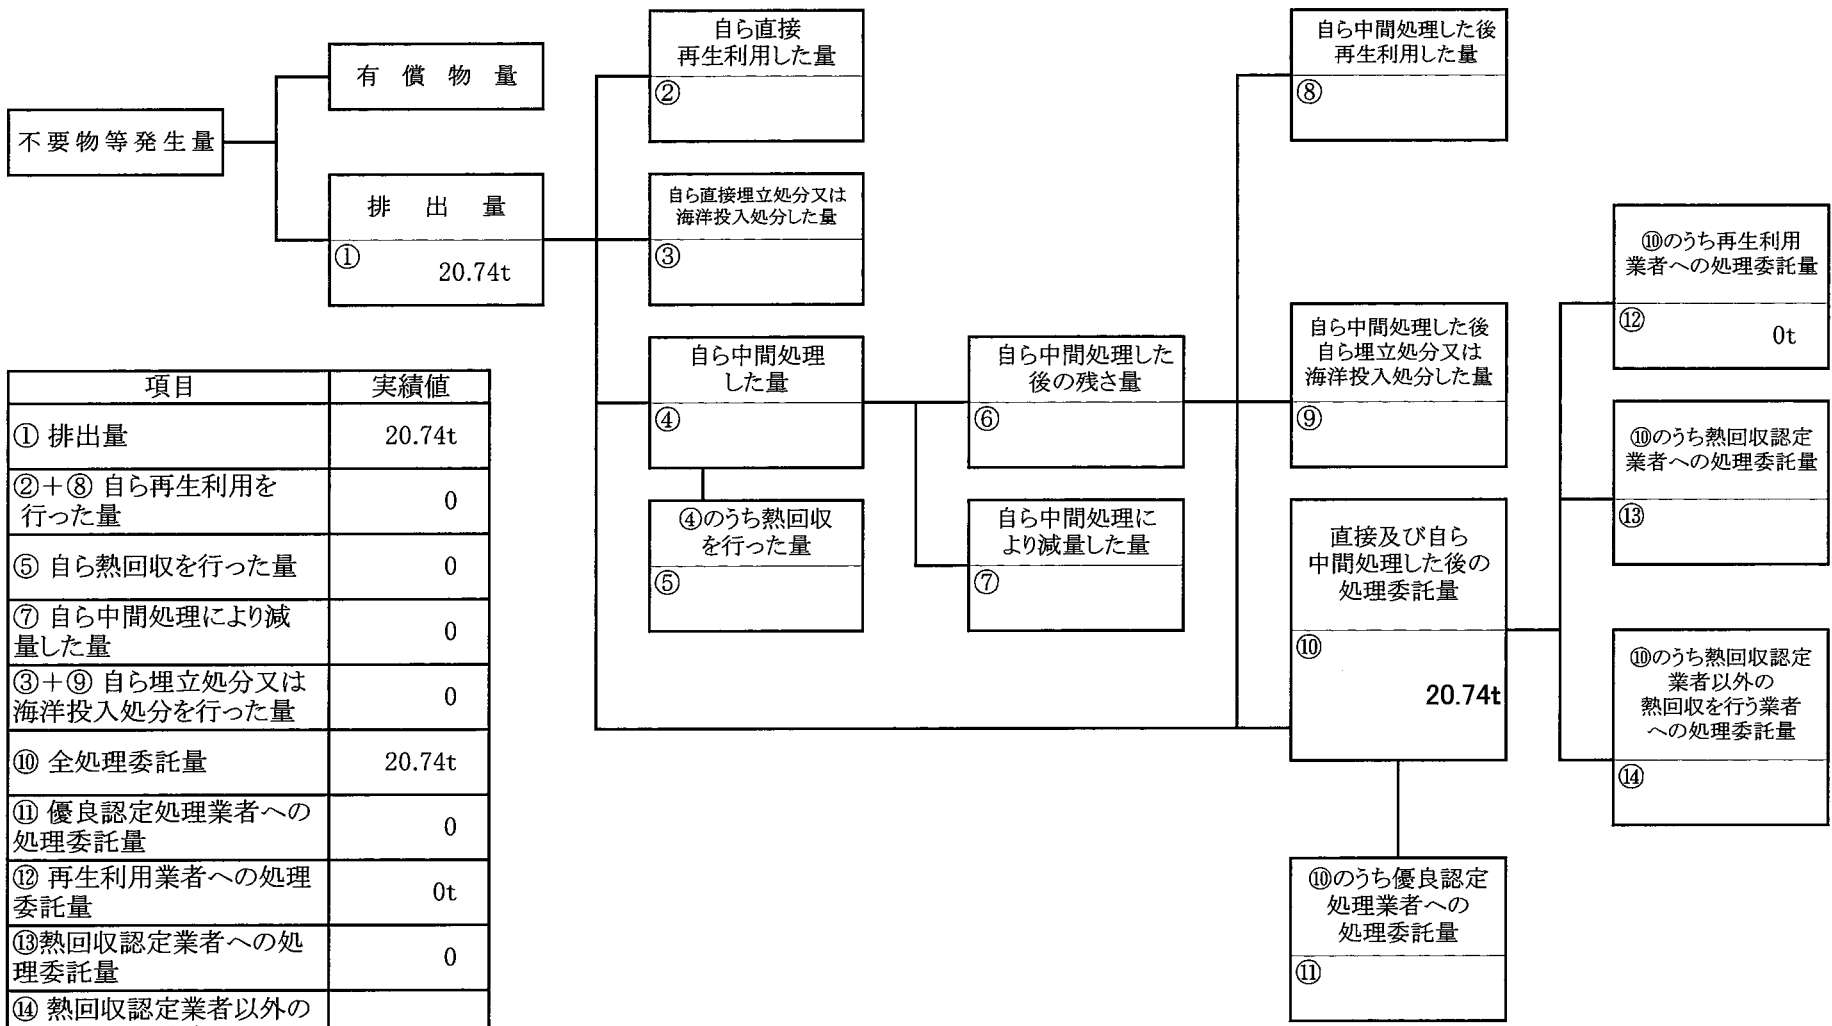 不要物等発生量
有償物量
排出量
①
20.74t
自ら直接
再生利用した量
②
自ら直接埋立処分又は
海洋投入処分した量
③
自ら中間処理
した量
④
④のうち熱回収
を行った量
⑤
自ら中間処理した
後の残さ量
⑥
自ら中間処理に
より減量した量
⑦
自ら中間処理した後
再生利用した量
⑧
自ら中間処理した後
自ら埋立処分又は
海洋投入処分した量
⑨
直接及び自ら
中間処理した後の
処理委託量
⑩
20.74t
⑩のうち優良認定
処理業者への
処理委託量
⑪
⑩のうち再生利用
業者への処理委託量
⑫
0t
⑩のうち熱回収認定
業者への処理委託量
⑬
⑩のうち熱回収認定
業者以外の
熱回収を行う業者
への処理委託量
⑭
項目 実績値
① 排出量 20.74t
②＋⑧ 自ら再生利用を
行った量 0
⑤ 自ら熱回収を行った量 0
⑦ 自ら中間処理により減
量した量 0
③＋⑨ 自ら埋立処分又は
海洋投入処分を行った量 0
⑩ 全処理委託量 20.74t
⑪ 優良認定処理業者への
処理委託量 0
⑫ 再生利用業者への処理
委託量 0t
⑬熱回収認定業者への処
理委託量 0
⑭ 熱回収認定業者以外の